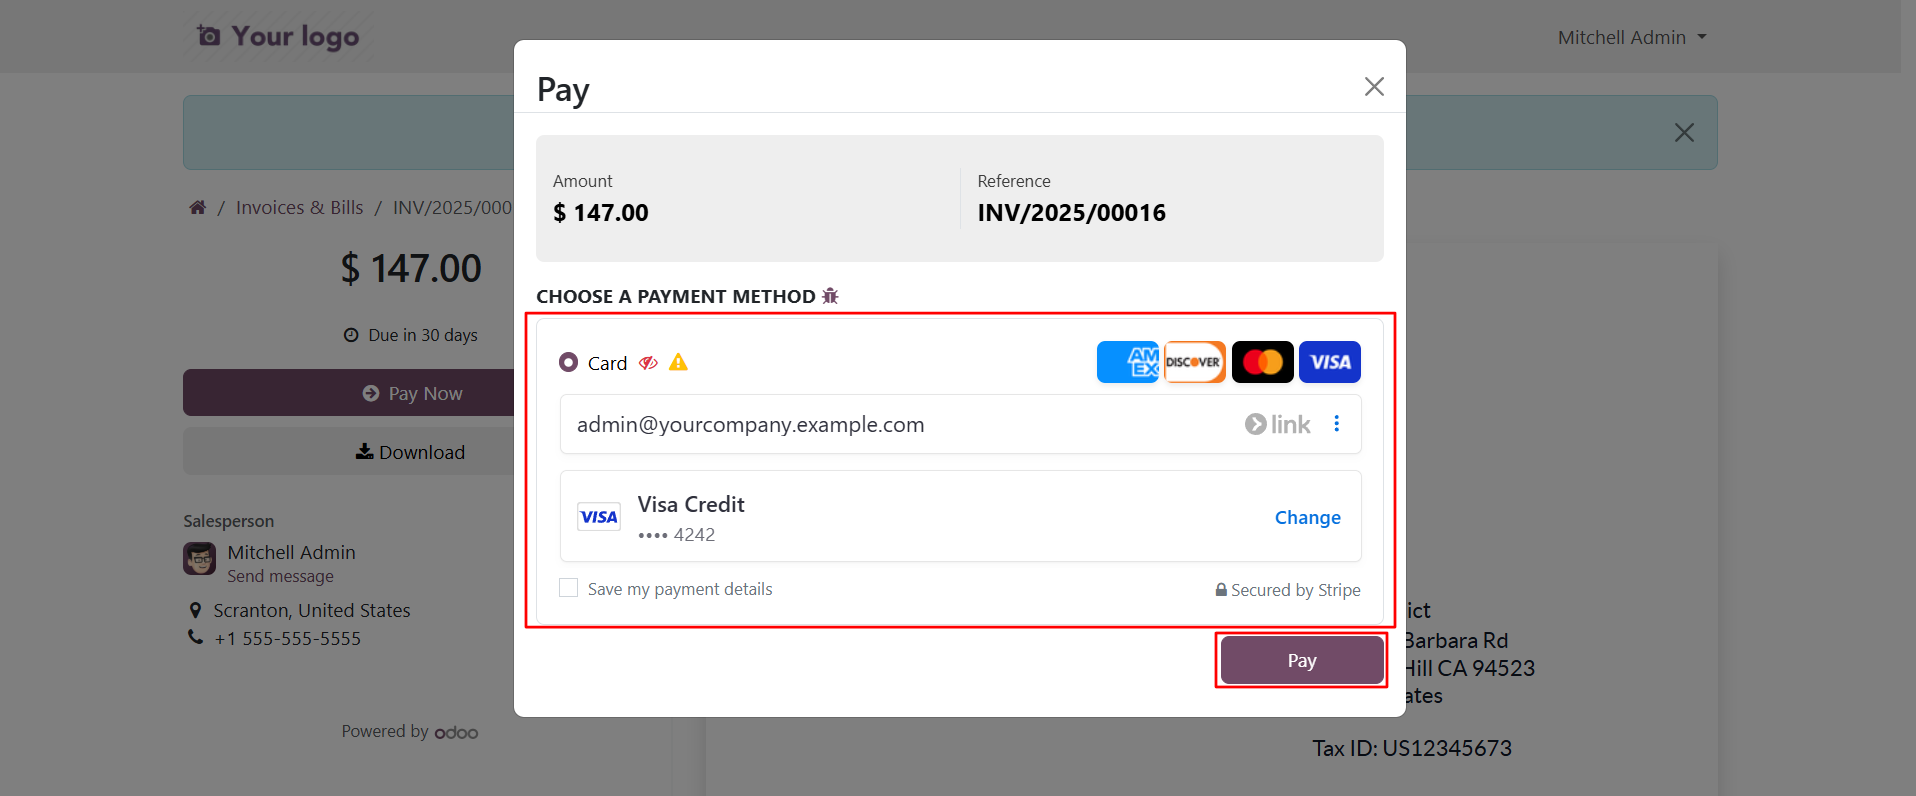 Your logo
Mitchell Admin
Invoices & Bills / INV/2025/000
$ 147.00
Due in 30 days
Pay Now
Download
Salesperson
Mitchell Admin
Send message
Scranton, United States
+1 555-555-5555
Powered by odoo
Pay
Amount
$ 147.00
Reference
INV/2025/00016
CHOOSE A PAYMENT METHOD
Card
AM
EX
DISCOVER
VISA
admin@yourcompany.example.com
link
VISA
Visa Credit
•••• 4242
Change
Save my payment details
Secured by Stripe
Pay
ict
Barbara Rd
Hill CA 94523
ates
Tax ID: US12345673